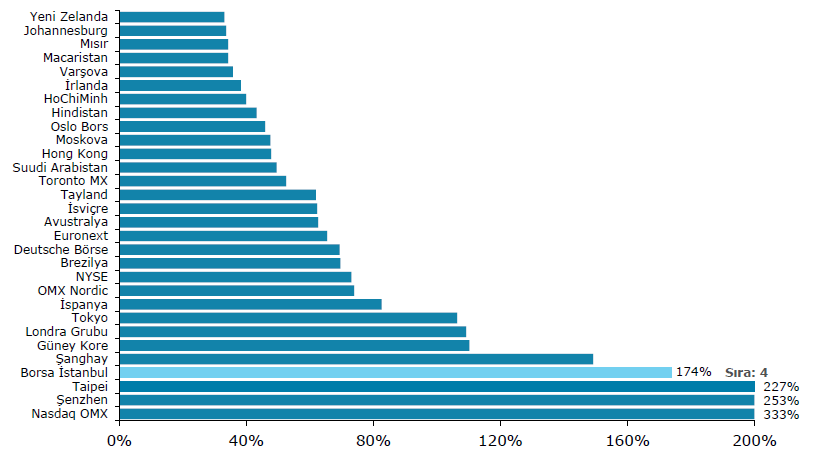 Yeni Zelanda
Johannesburg
Mısır
Macaristan
Varşova
İrlanda
HoChiMinh
Hindistan
Oslo Bors
Moskova
Hong Kong
Suudi Arabistan
Toronto MX
Tayland
İsviçre
Avustralya
Euronext
Deutsche Börse
Brezilya
NYSE
OMX Nordic
İspanya
Tokyo
Londra Grubu
Güney Kore
Şanghay
Borsa İstanbul 174% Sıra: 4
Taipei 227%
Şenzhen 253%
Nasdaq OMX 333%
0% 40% 80% 120% 160% 200%